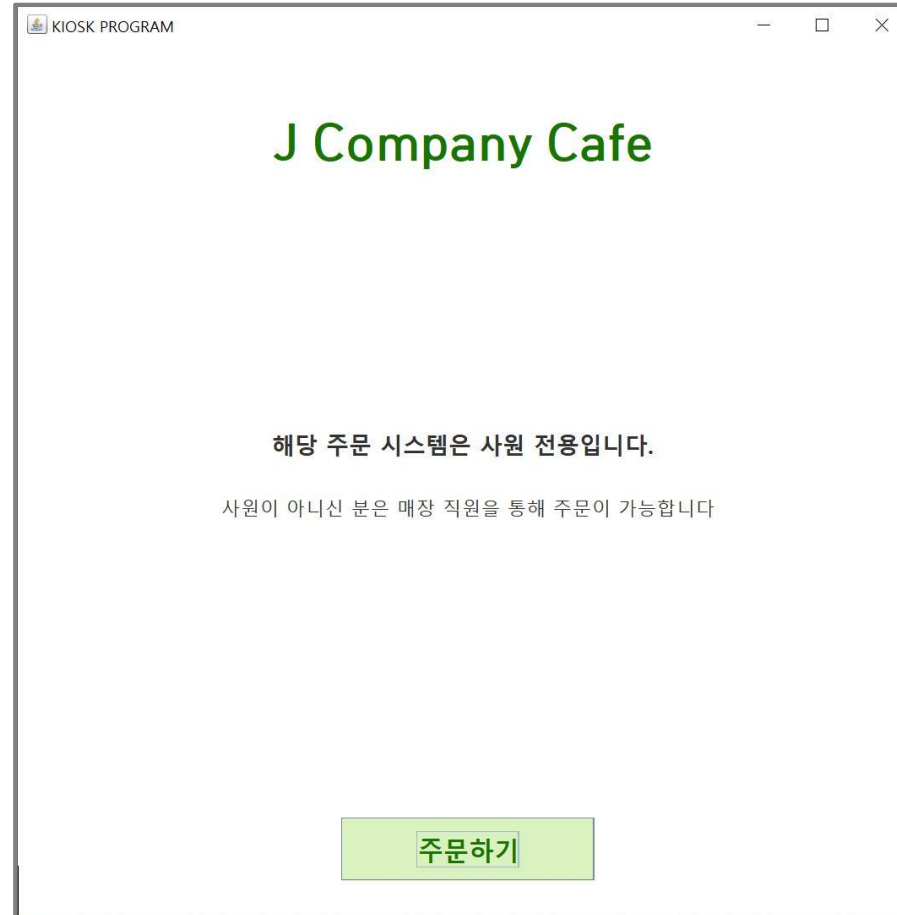 KIOSK PROGRAM
J Company Cafe
해당 주문 시스템은 사원 전용입니다.
사원이 아니신 분은 매장 직원을 통해 주문이 가능합니다
주문하기